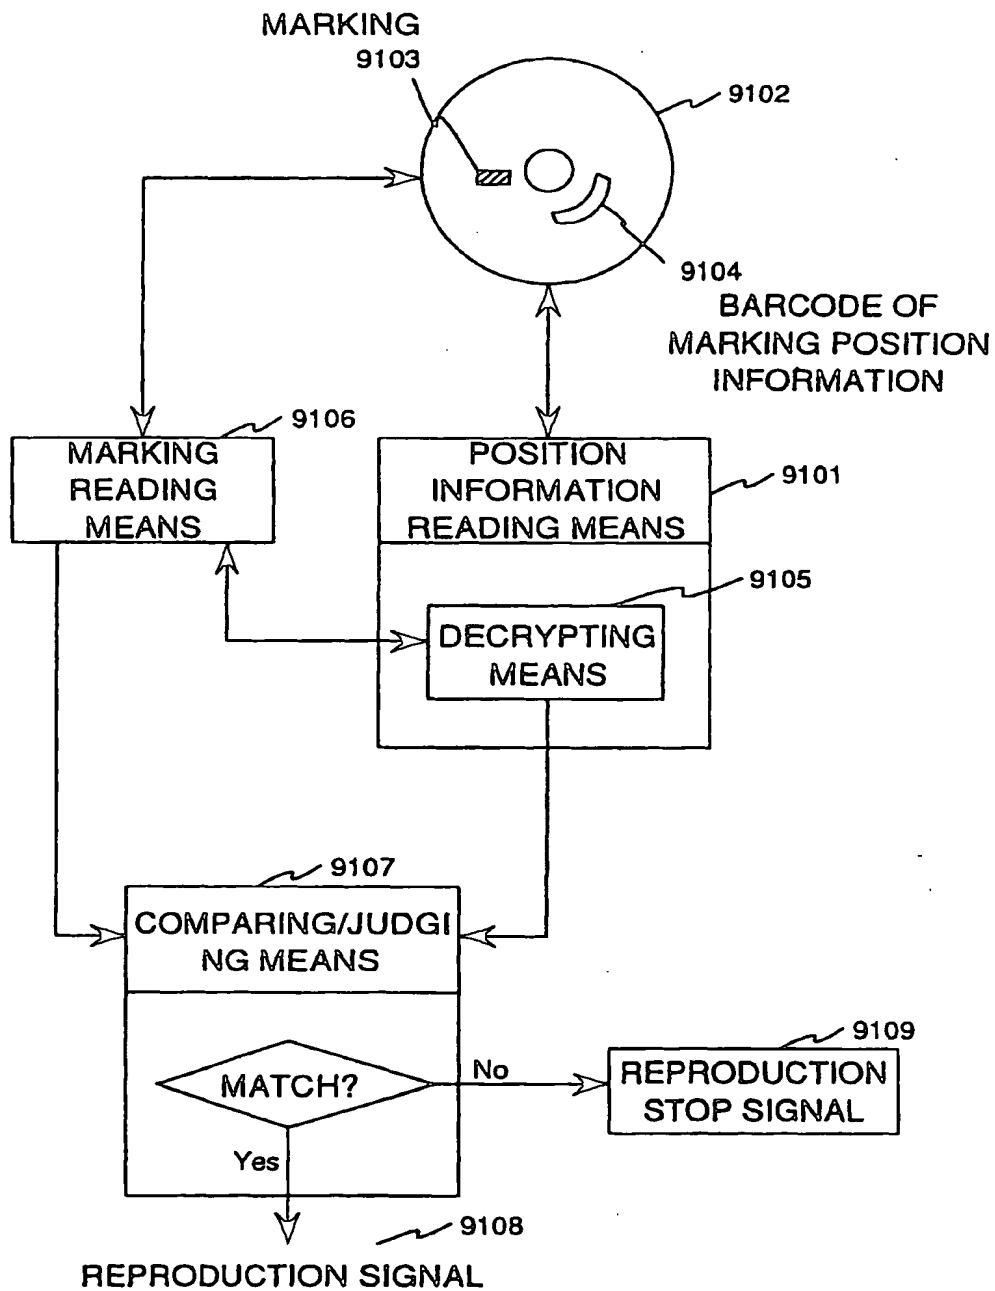 MARKING
9103
9102
9104
BARCODE OF
MARKING POSITION
INFORMATION
9106
MARKING
READING
MEANS
POSITION
INFORMATION
READING MEANS
9101
9105
DECRYPTING
MEANS
9107
COMPARING/JUDGI
NG MEANS
MATCH?
No
9109
REPRODUCTION
STOP SIGNAL
Yes
9108
REPRODUCTION SIGNAL